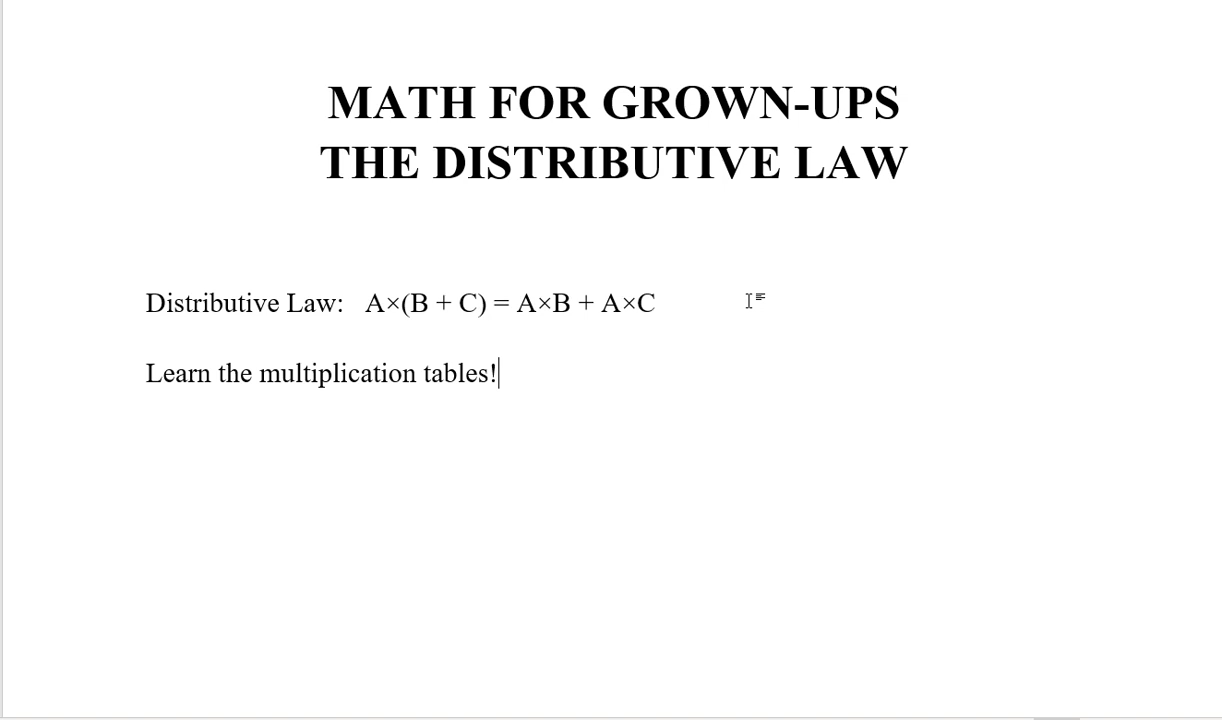 MATH FOR GROWN-UPS
THE DISTRIBUTIVE LAW
Distributive Law: A×(B + C) = A×B + A×C
Learn the multiplication tables!